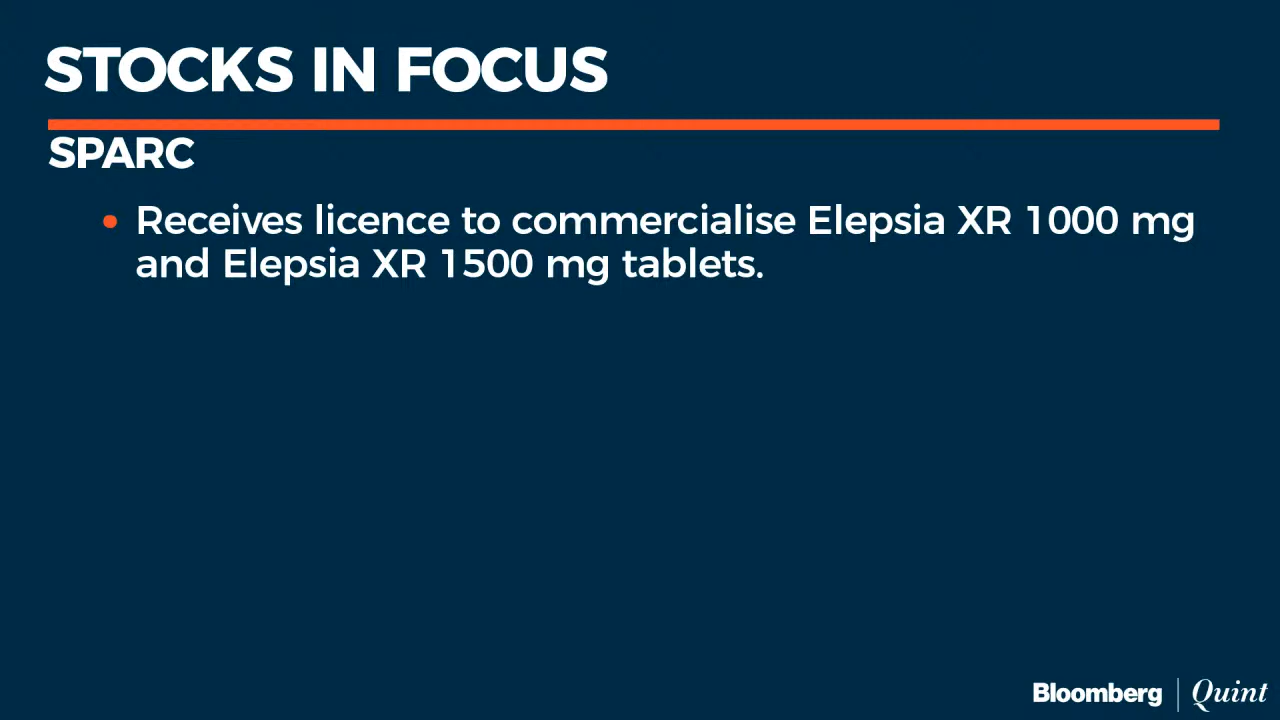 STOCKS IN FOCUS
SPARC
• Receives licence to commercialise Elepsia XR 1000 mg
and Elepsia XR 1500 mg tablets.
Bloomberg | Quint